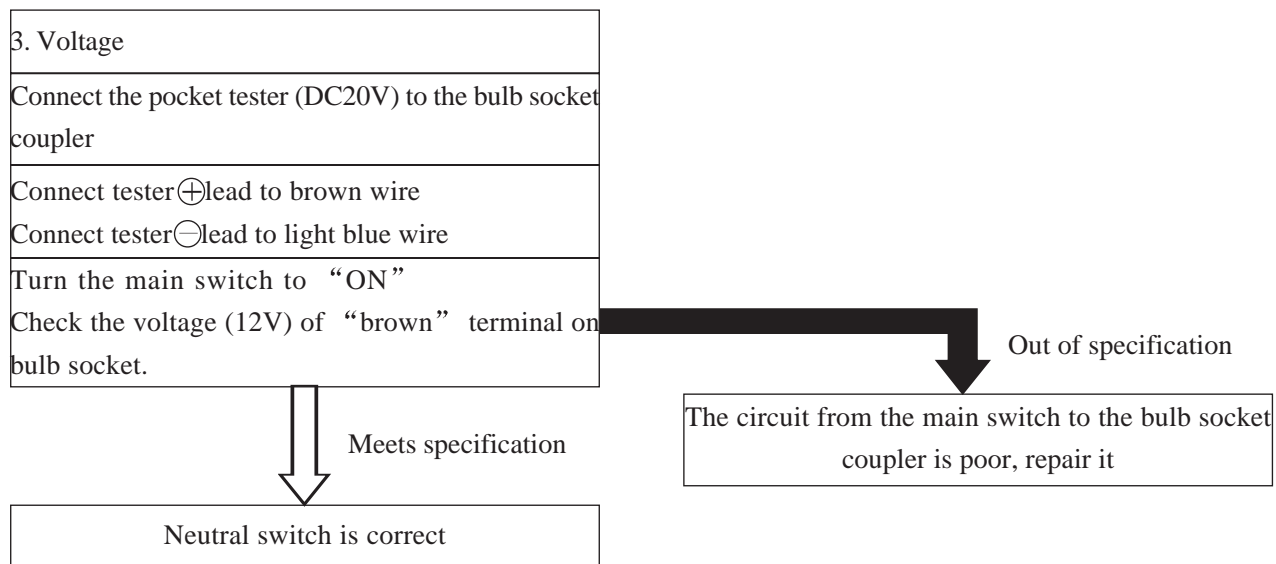 3. Voltage
Connect the pocket tester (DC20V) to the bulb socket
coupler
Connect tester⊕lead to brown wire
Connect tester⊖lead to light blue wire
Turn the main switch to “ON”
Check the voltage (12V) of “brown” terminal on
bulb socket.
Out of specification
The circuit from the main switch to the bulb socket
coupler is poor, repair it
Meets specification
Neutral switch is correct